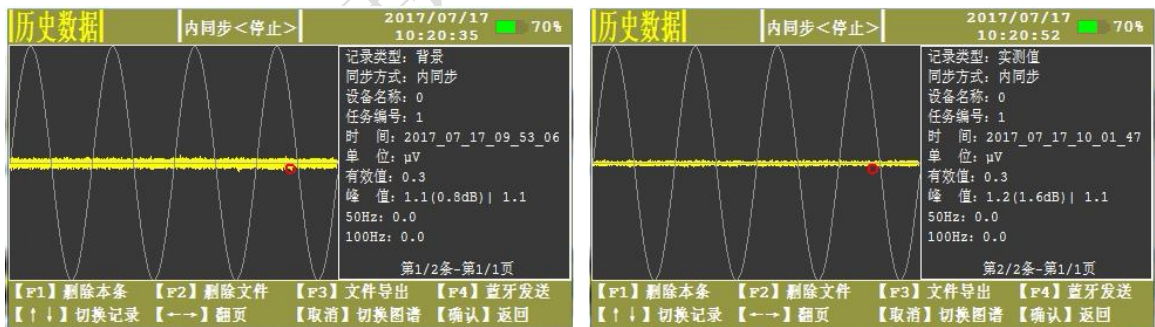 历史数据 内同步<停止> 2017/07/17 10:20:35 70%
记录类型: 背景
同步方式: 内同步
设备名称: 0
任务编号: 1
时 间: 2017_07_17_09_53_06
单 位: μV
有效值: 0.3
峰 值: 1.1(0.8dB)| 1.1
50Hz: 0.0
100Hz: 0.0
第1/2条-第1/1页
【F1】删除本条 【F2】删除文件 【F3】文件导出 【F4】蓝牙发送
【↑↓】切换记录 【←→】翻页 【取消】切换图谱 【确认】返回
历史数据 内同步<停止> 2017/07/17 10:20:52 70%
记录类型: 实测值
同步方式: 内同步
设备名称: 0
任务编号: 1
时 间: 2017_07_17_10_01_47
单 位: μV
有效值: 0.3
峰 值: 1.2(1.6dB)| 1.1
50Hz: 0.0
100Hz: 0.0
第2/2条-第1/1页
【F1】删除本条 【F2】删除文件 【F3】文件导出 【F4】蓝牙发送
【↑↓】切换记录 【←→】翻页 【取消】切换图谱 【确认】返回